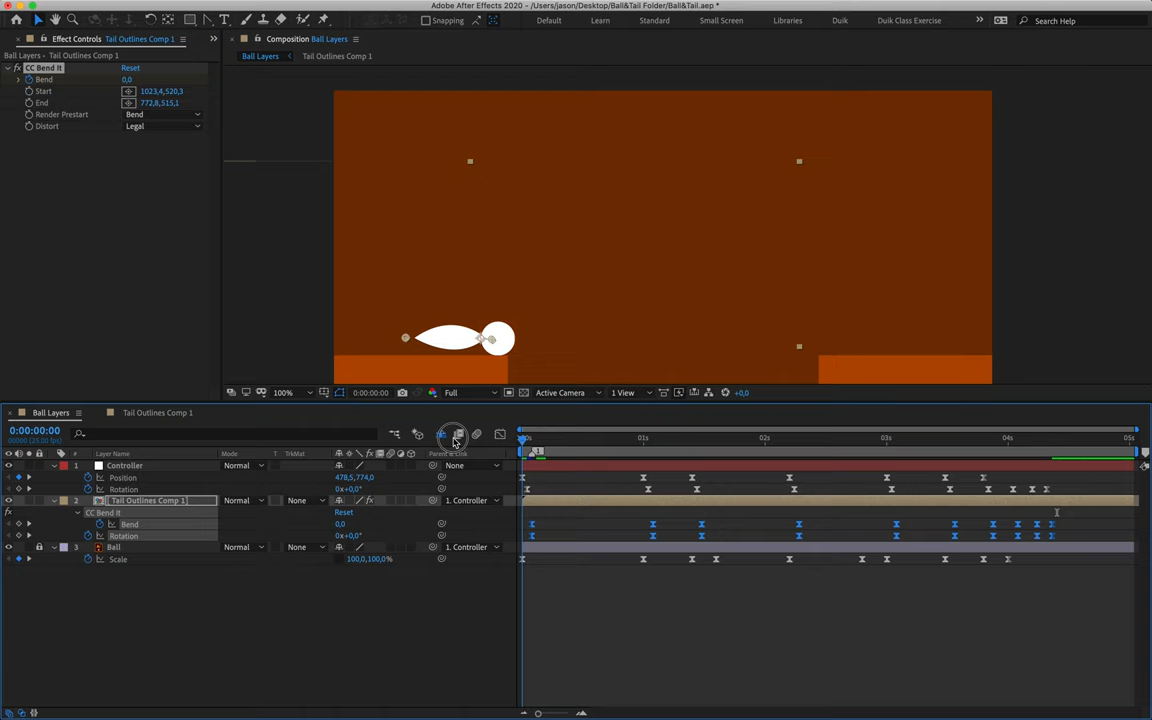 Adobe After Effects 2020 - /Users/jason/Desktop/Ball&Tail Folder/Ball&Tail.aep *
Snapping
Default
Learn
Standard
Small Screen
Libraries
Duik
Duik Class Exercise
Search Help
Effect Controls Tail Outlines Comp 1
Composition Ball Layers
Ball Layers - Tail Outlines Comp 1
Ball Layers
Tail Outlines Comp 1
fx CC Bend It Reset
Bend 0,0
Start 1023,4,520,3
End 772,8,515,1
Render Prestart Bend
Distort Legal
100%
0:00:00:00
Full
Active Camera
1 View
+0,0
Ball Layers
Tail Outlines Comp 1
0:00:00:00
00000 (25.00 fps)
01s
02s
03s
04s
05s
1
# Layer Name Mode T TrkMat Parent & Link
1 Controller Normal None
Position 478,5,774,0
Rotation 0x+0,0°
2 [Tail Outlines Comp 1] Normal None 1. Controller
fx CC Bend It Reset
Bend 0,0
Rotation 0x+0,0°
3 Ball Normal None 1. Controller
Scale 100,0,100,0%